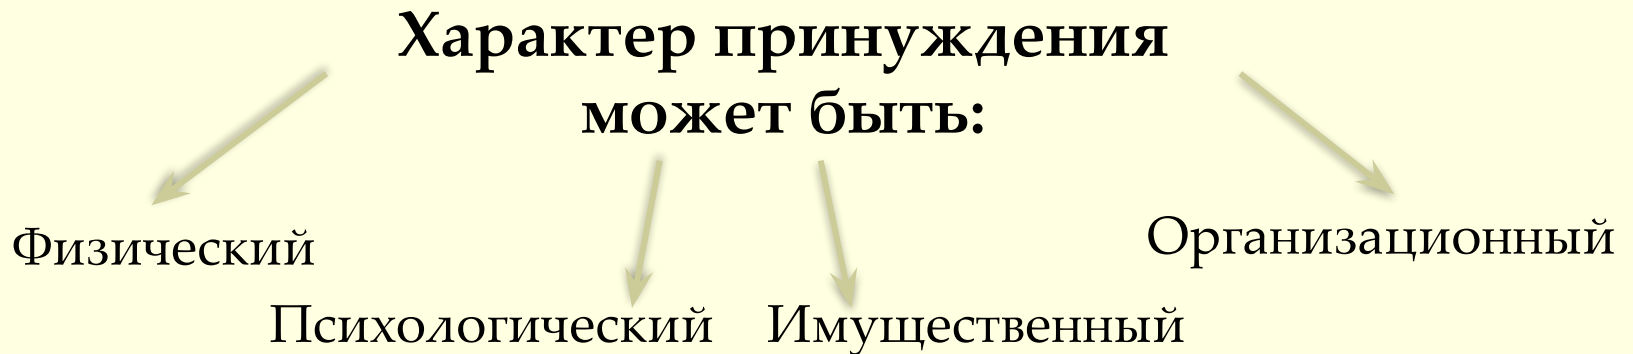 Характер принуждения
может быть:
Физический
Психологический
Имущественный
Организационный